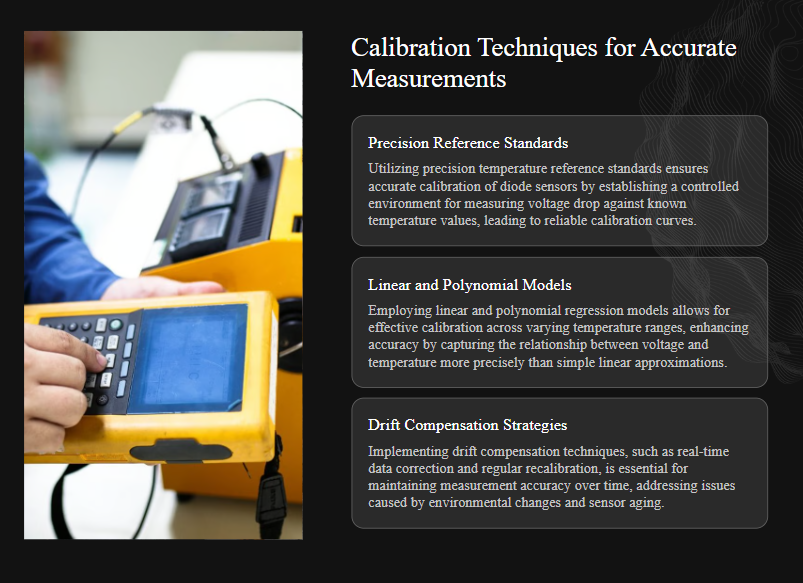 Calibration Techniques for Accurate
Measurements
Precision Reference Standards
Utilizing precision temperature reference standards ensures
accurate calibration of diode sensors by establishing a controlled
environment for measuring voltage drop against known
temperature values, leading to reliable calibration curves.
Linear and Polynomial Models
Employing linear and polynomial regression models allows for
effective calibration across varying temperature ranges, enhancing
accuracy by capturing the relationship between voltage and
temperature more precisely than simple linear approximations.
Drift Compensation Strategies
Implementing drift compensation techniques, such as real-time
data correction and regular recalibration, is essential for
maintaining measurement accuracy over time, addressing issues
caused by environmental changes and sensor aging.